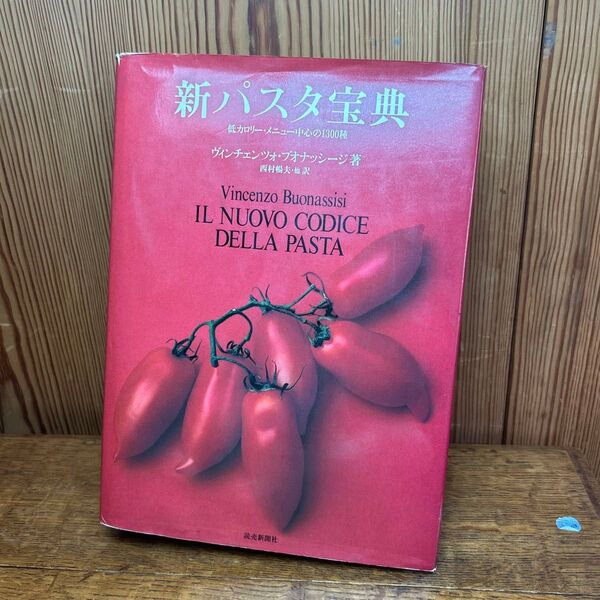 新パスタ宝典
低カロリー・メニュー中心の1300種
ヴィンチェンツォ・ブオナッシージ著
西村暢夫・他訳
Vincenzo Buonassisi
IL NUOVO CODICE
DELLA PASTA
読売新聞社